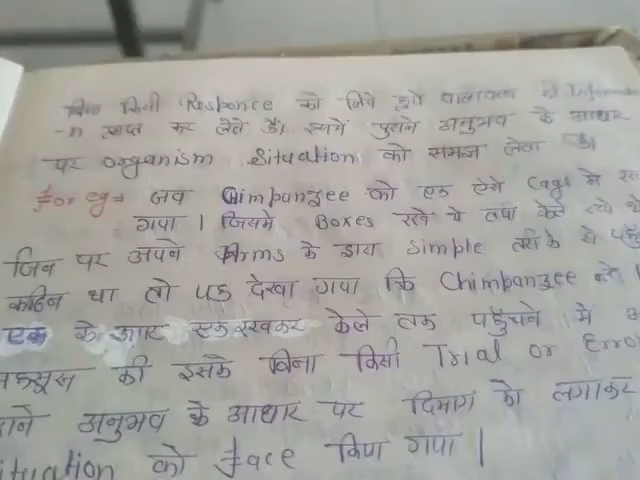 बिना किसी Responce को किये हुये वातावरण से Inform
-n प्राप्त कर लेते हैं। इसमें पुराने अनुभव के आधार
पर organism Situation को समझ लेता है।
For eg = जब Chimpanzee को एक ऐसे Cage में रखा
गया । जिसमे Boxes रखे थे तथा केले रखे थे
जिन पर अपने Arms के द्वारा Simple तरीके से पहुँ
कठिन था तो यह देखा गया कि Chimpanzee ने
एक के ऊपर एक रखकर केले तक पहुँचने में
की इसके बिना किसी Trial or Erro
अनुभव के आधार पर दिमाग को लगाकर
ituation को face किया गया |